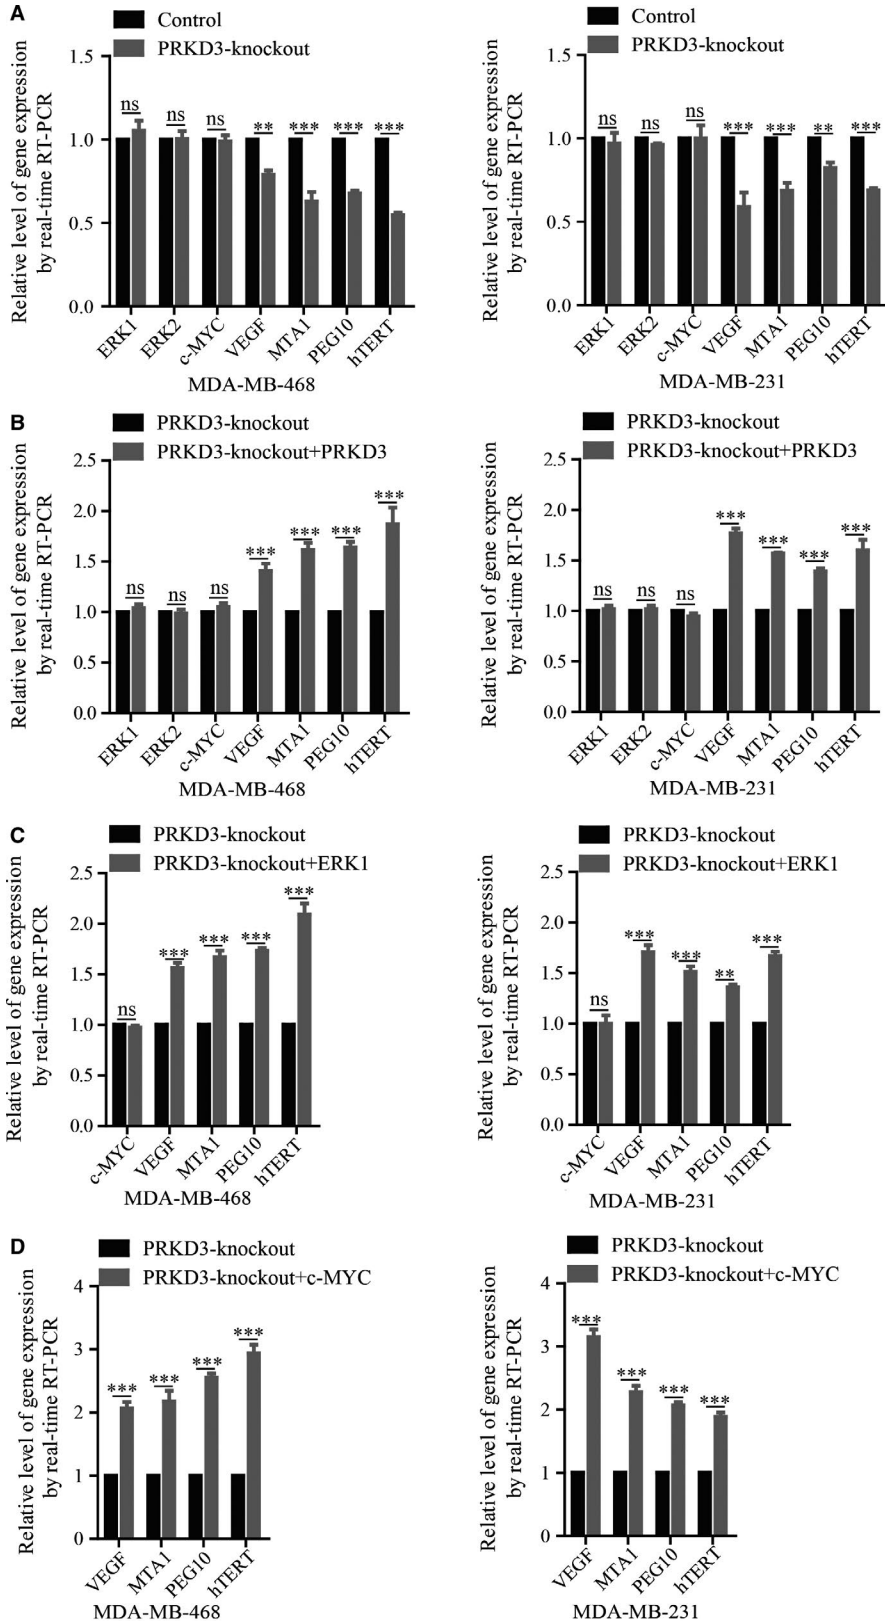 A
Control
PRKD3-knockout
Relative level of gene expression
by real-time RT-PCR
1.5
1.0
0.5
0.0
ns
ns
ns
**
***
***
***
ERK1
ERK2
c-MYC
VEGF
MTA1
PEG10
hTERT
MDA-MB-468
Control
PRKD3-knockout
Relative level of gene expression
by real-time RT-PCR
1.5
1.0
0.5
0.0
ns
ns
ns
***
***
**
***
ERK1
ERK2
c-MYC
VEGF
MTA1
PEG10
hTERT
MDA-MB-231
B
PRKD3-knockout
PRKD3-knockout+PRKD3
Relative level of gene expression
by real-time RT-PCR
2.5
2.0
1.5
1.0
0.5
0.0
ns
ns
ns
***
***
***
***
ERK1
ERK2
c-MYC
VEGF
MTA1
PEG10
hTERT
MDA-MB-468
PRKD3-knockout
PRKD3-knockout+PRKD3
Relative level of gene expression
by real-time RT-PCR
2.5
2.0
1.5
1.0
0.5
0.0
ns
ns
ns
***
***
***
***
ERK1
ERK2
c-MYC
VEGF
MTA1
PEG10
hTERT
MDA-MB-231
C
PRKD3-knockout
PRKD3-knockout+ERK1
Relative level of gene expression
by real-time RT-PCR
2.5
2.0
1.5
1.0
0.5
0.0
ns
***
***
***
***
c-MYC
VEGF
MTA1
PEG10
hTERT
MDA-MB-468
PRKD3-knockout
PRKD3-knockout+ERK1
Relative level of gene expression
by real-time RT-PCR
2.5
2.0
1.5
1.0
0.5
0.0
ns
***
***
**
***
c-MYC
VEGF
MTA1
PEG10
hTERT
MDA-MB-231
D
PRKD3-knockout
PRKD3-knockout+c-MYC
Relative level of gene expression
by real-time RT-PCR
4
3
2
1
0
***
***
***
***
VEGF
MTA1
PEG10
hTERT
MDA-MB-468
PRKD3-knockout
PRKD3-knockout+c-MYC
Relative level of gene expression
by real-time RT-PCR
4
3
2
1
0
***
***
***
***
VEGF
MTA1
PEG10
hTERT
MDA-MB-231